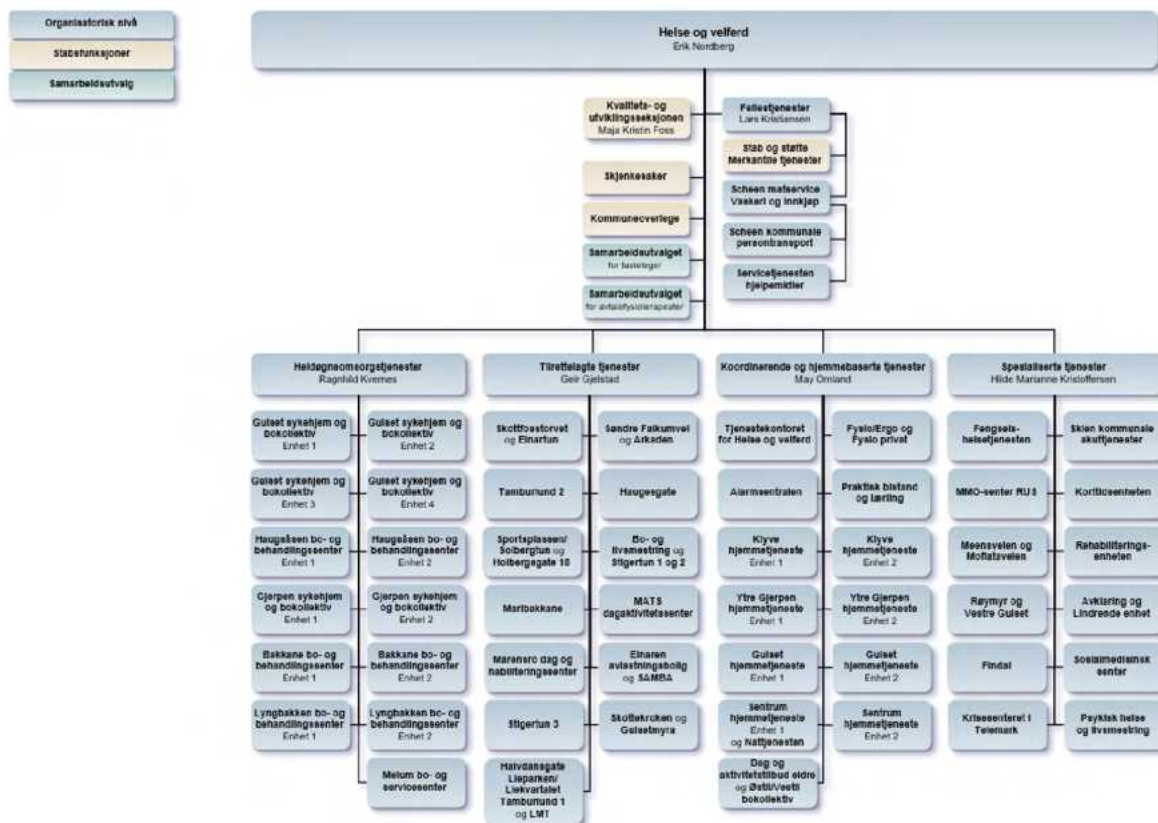 Organisatorisk nivå
Stabsfunksjoner
Samarbeidsutvalg
Helse og velferd
Erik Nordberg
Kvalitets- og
utviklingsseksjonen
Maja Kristin Foss
Fellestjenester
Lars Kristiansen
Stab og støtte
Merkantile tjenester
Skjenkesaker
Scheen matservice
Vaskeri og innkjøp
Kommuneoverlege
Scheen kommunale
persontransport
Samarbeidsutvalget
for fastleger
Servicetjenesten
hjelpemidler
Samarbeidsutvalget
for avtalefysioterapeuter
Heldøgnsomsorgstjenester
Ragnhild Kvernes
Gulset sykehjem og
bokollektiv
Enhet 1
Gulset sykehjem og
bokollektiv
Enhet 2
Gulset sykehjem og
bokollektiv
Enhet 3
Gulset sykehjem og
bokollektiv
Enhet 4
Haugsåsen bo- og
behandlingssenter
Enhet 1
Haugsåsen bo- og
behandlingssenter
Enhet 2
Gjerpen sykehjem
og bokollektiv
Enhet 1
Gjerpen sykehjem
og bokollektiv
Enhet 2
Bakkane bo- og
behandlingssenter
Enhet 1
Bakkane bo- og
behandlingssenter
Enhet 2
Lyngbakken bo- og
behandlingssenter
Enhet 1
Lyngbakken bo- og
behandlingssenter
Enhet 2
Melum bo- og
servicesenter
Tilrettelagte tjenester
Geir Gjelstad
Skottfosstorvet
og Einartun
Søndre Falkumvei
og Arkaden
Tamburlund 2
Haugesgate
Sportsplassen/
Solbergtun og
Holbergsgate 18
Bo- og
livsmestring og
Stigertun 1 og 2
Maribakkane
MATS
dagaktivitetssenter
Marensro dag og
habiliteringssenter
Einaren
avlastningsbolig
og SAMBA
Stigertun 3
Skottekroken og
Gulsetmyra
Halvdansgate
Lieparken/
Liekvartalet
Tamburlund 1
og LMT
Koordinerende og hjemmebaserte tjenester
May Omland
Tjenestekontoret
for Helse og velferd
Fysio/Ergo og
Fysio privat
Alarmsentralen
Praktisk bistand
og læring
Klyve
hjemmetjeneste
Enhet 1
Klyve
hjemmetjeneste
Enhet 2
Ytre Gjerpen
hjemmetjeneste
Enhet 1
Ytre Gjerpen
hjemmetjeneste
Enhet 2
Gulset
hjemmetjeneste
Enhet 1
Gulset
hjemmetjeneste
Enhet 2
Sentrum
hjemmetjeneste
Enhet 1
og Nattjenesten
Sentrum
hjemmetjeneste
Enhet 2
Dag og
aktivitetstilbud eldre
og Østli/Vestli
bokollektiv
Spesialiserte tjenester
Hilde Marianne Kristoffersen
Fengsels-
helsetjenesten
Skien kommunale
akuttjenester
MMO-senter RUS
Korttidsenheten
Meensveien og
Moflatsveien
Rehabiliterings-
enheten
Røymyr og
Vestre Gulset
Avklaring og
Lindrende enhet
Findal
Sosialmedisinsk
senter
Krisesenteret i
Telemark
Psykisk helse
og livsmestring